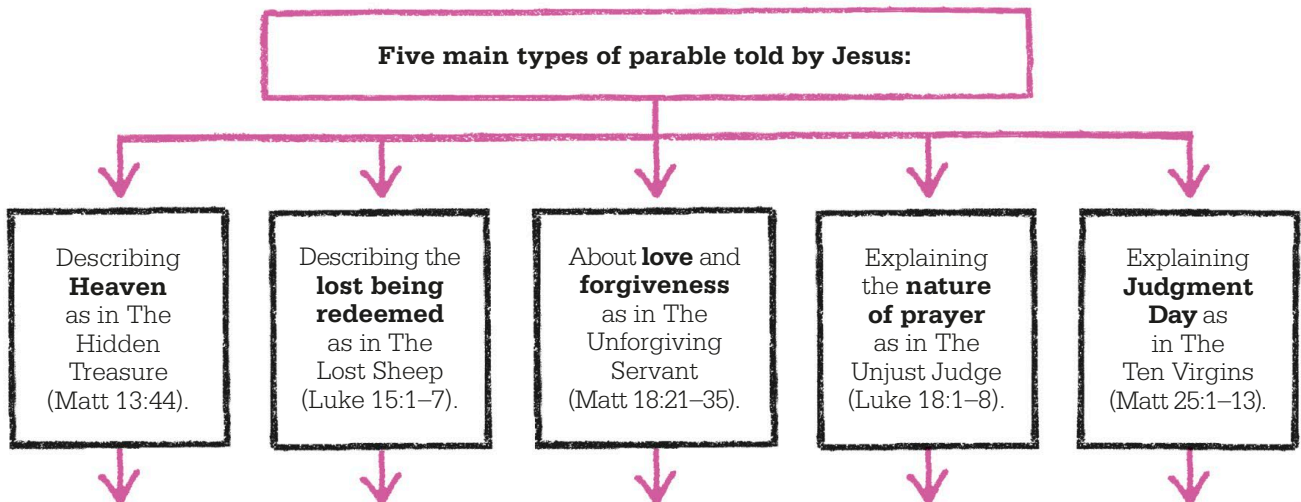 Five main types of parable told by Jesus:
Describing
Heaven
as in The
Hidden
Treasure
(Matt 13:44).
Describing the
lost being
redeemed
as in The
Lost Sheep
(Luke 15:1–7).
About love and
forgiveness
as in The
Unforgiving
Servant
(Matt 18:21–35).
Explaining
the nature
of prayer
as in The
Unjust Judge
(Luke 18:1–8).
Explaining
Judgment
Day as
in The
Ten Virgins
(Matt 25:1–13).